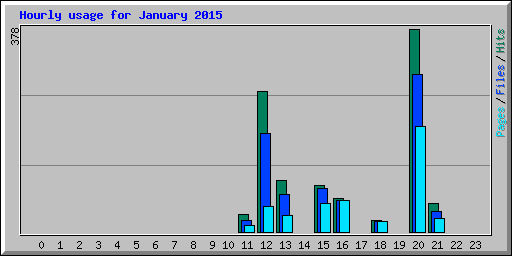 Hourly usage for January 2015
378
Pages / Files / Hits
0 1 2 3 4 5 6 7 8 9 10 11 12 13 14 15 16 17 18 19 20 21 22 23